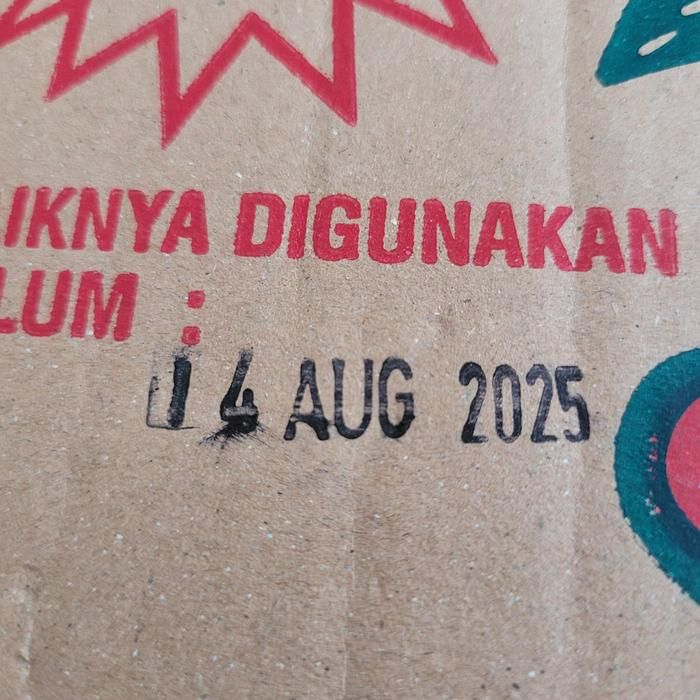 IKNYA DIGUNAKAN
LUM :
14 AUG 2025